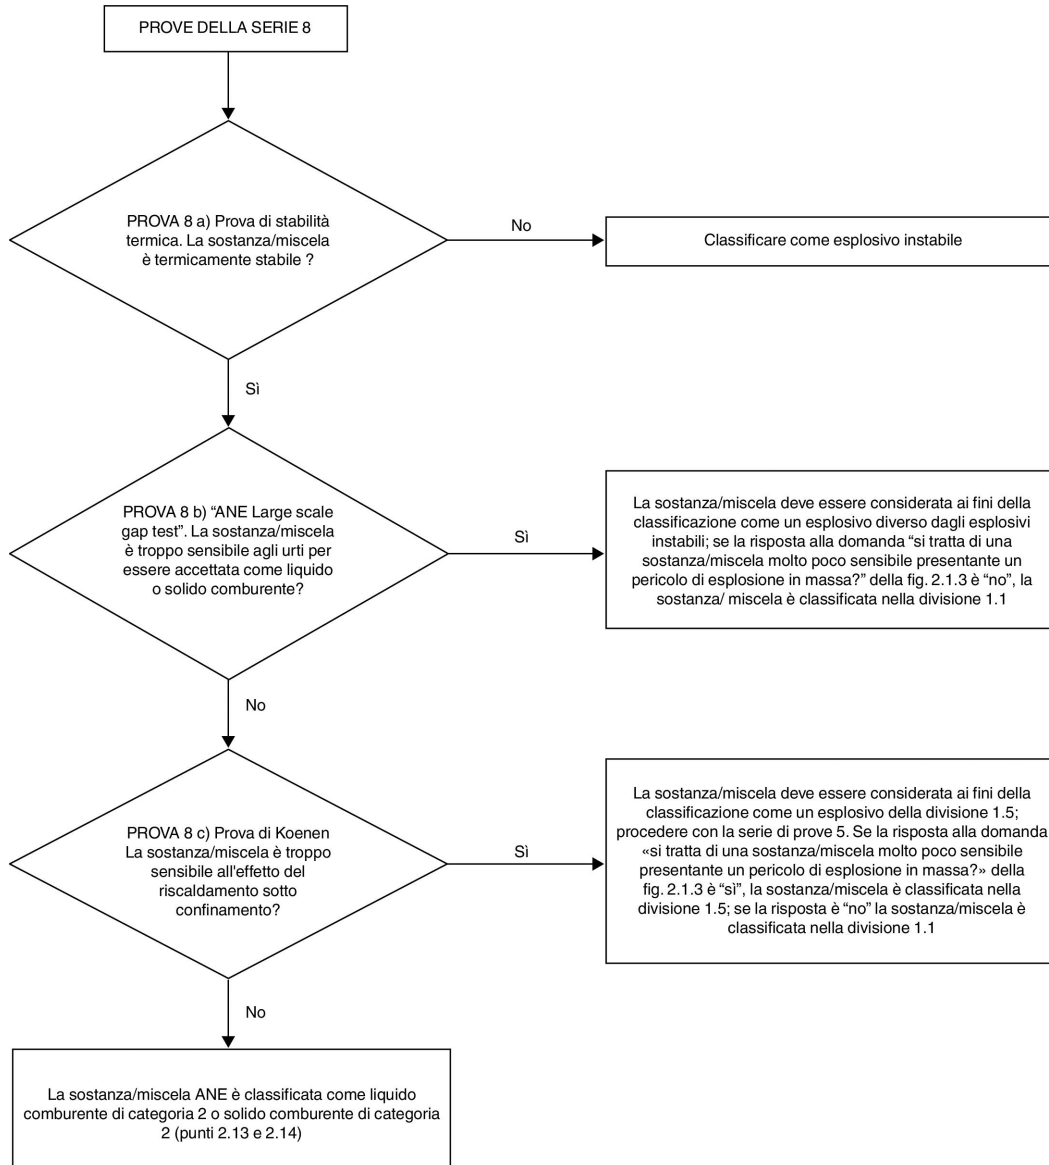 PROVE DELLA SERIE 8
PROVA 8 a) Prova di stabilità
termica. La sostanza/miscela
è termicamente stabile ?
No
Classificare come esplosivo instabile
Sì
PROVA 8 b) “ANE Large scale
gap test”. La sostanza/miscela
è troppo sensibile agli urti per
essere accettata come liquido
o solido comburente?
Sì
La sostanza/miscela deve essere considerata ai fini della
classificazione come un esplosivo diverso dagli esplosivi
instabili; se la risposta alla domanda “si tratta di una
sostanza/miscela molto poco sensibile presentante un
pericolo di esplosione in massa?” della fig. 2.1.3 è “no”, la
sostanza/ miscela è classificata nella divisione 1.1
No
PROVA 8 c) Prova di Koenen
La sostanza/miscela è troppo
sensibile all'effetto del
riscaldamento sotto
confinamento?
Sì
La sostanza/miscela deve essere considerata ai fini della
classificazione come un esplosivo della divisione 1.5;
procedere con la serie di prove 5. Se la risposta alla domanda
«si tratta di una sostanza/miscela molto poco sensibile
presentante un pericolo di esplosione in massa?» della
fig. 2.1.3 è “sì”, la sostanza/miscela è classificata nella
divisione 1.5; se la risposta è “no” la sostanza/miscela è
classificata nella divisione 1.1
No
La sostanza/miscela ANE è classificata come liquido
comburente di categoria 2 o solido comburente di categoria
2 (punti 2.13 e 2.14)